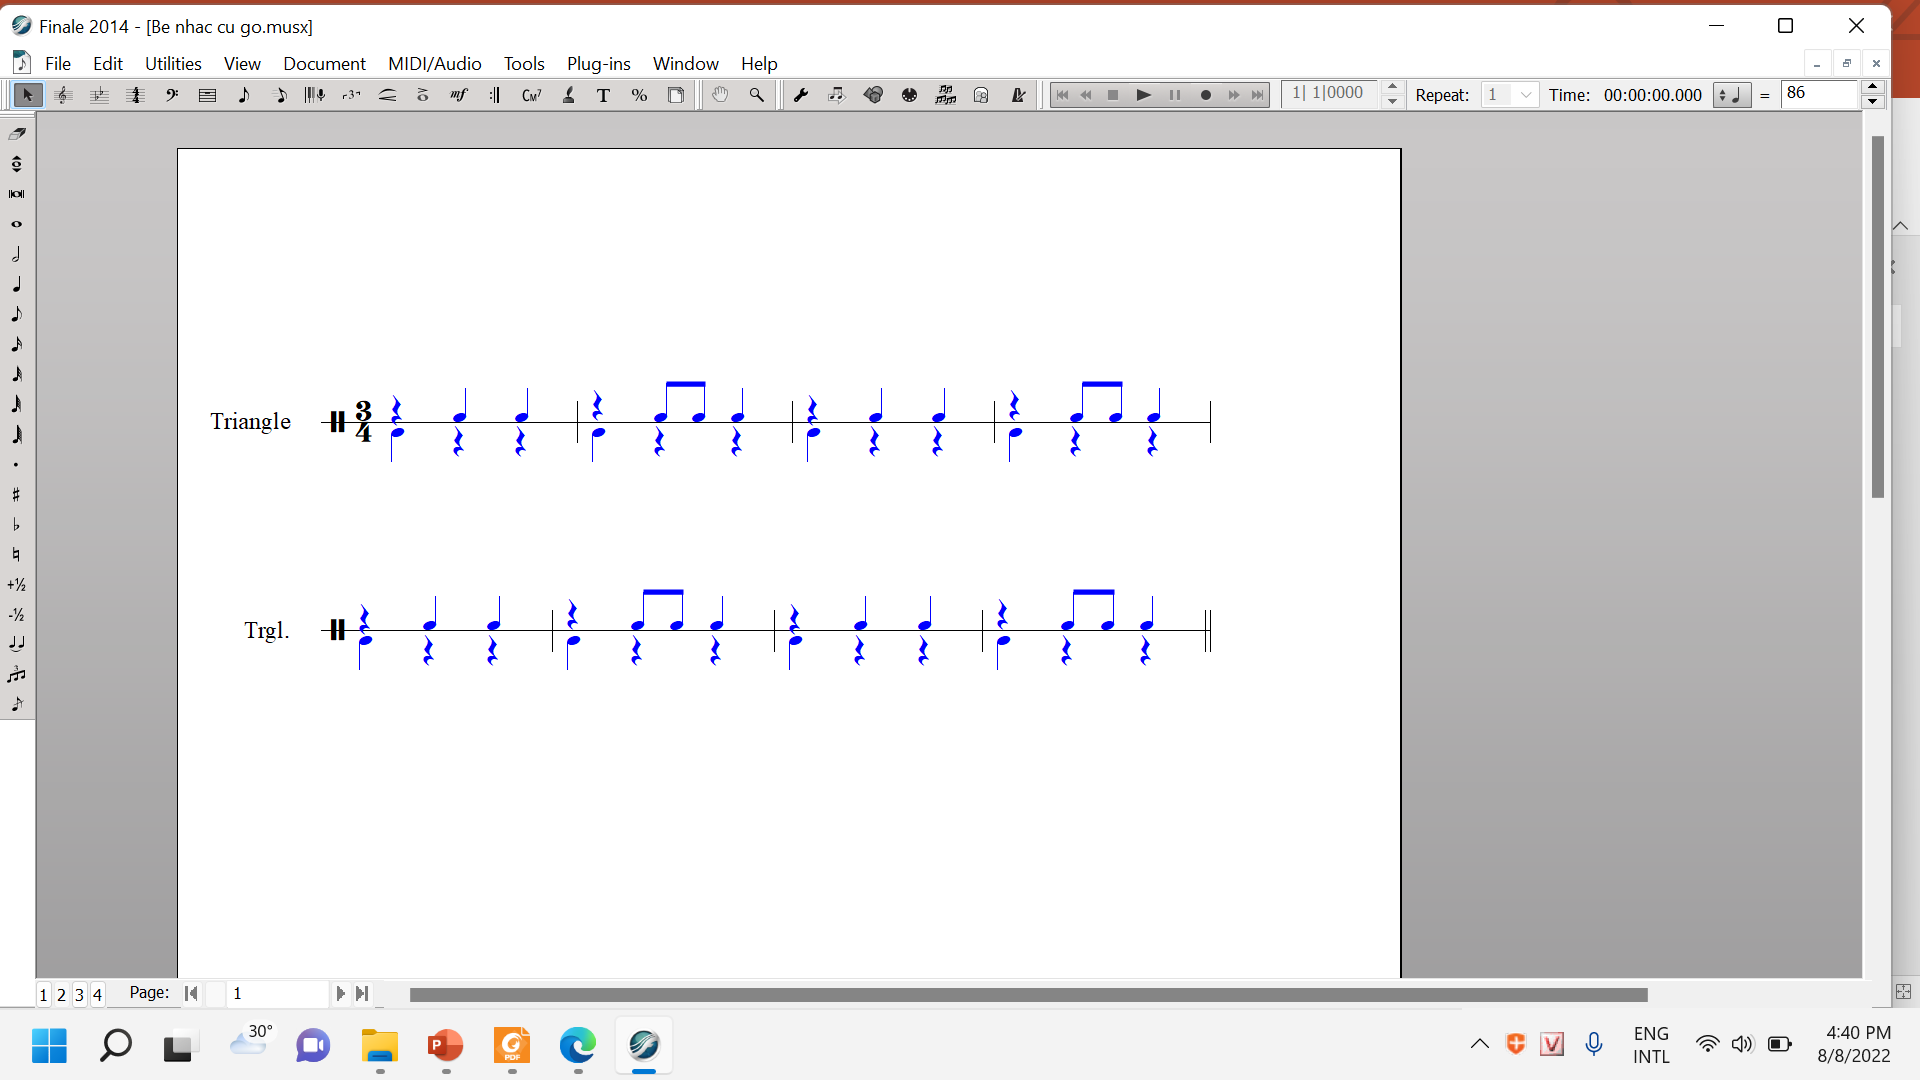 Finale 2014 - [Be nhac cu go.musx]
File Edit Utilities View Document MIDI/Audio Tools Plug-ins Window Help
1| 1|0000 Repeat: 1 Time: 00:00:00.000 = 86
Triangle 3 4
Trgl.
1 2 3 4 Page: 1
30°
ENG
INTL
4:40 PM
8/8/2022